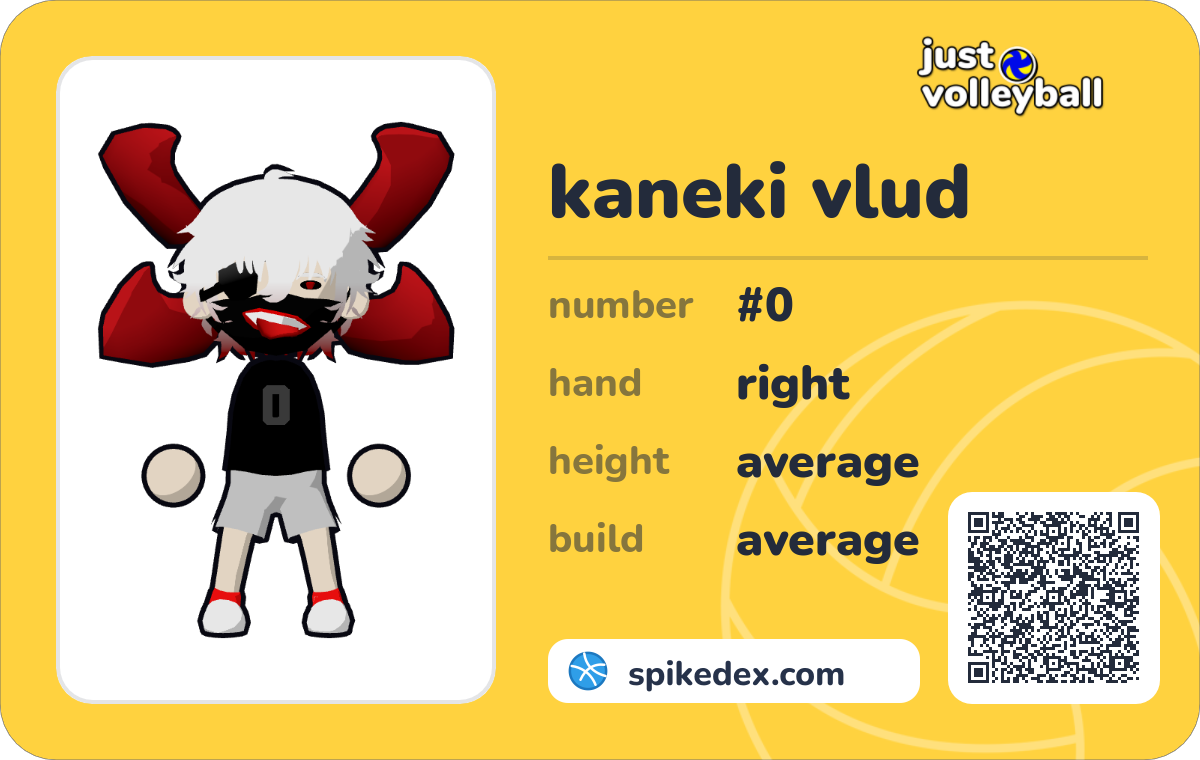 just
volleyball
kaneki vlud
number #0
hand right
height average
build average
0
spikedex.com